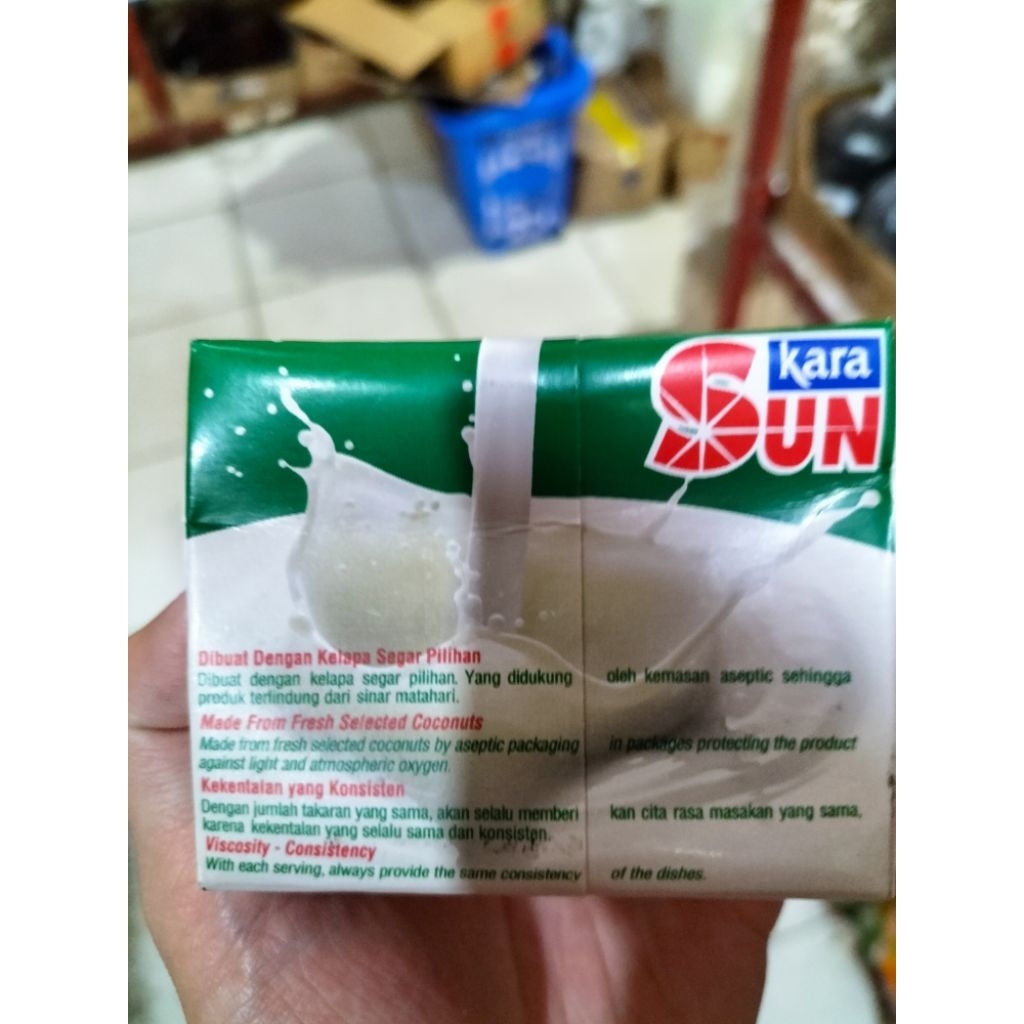 kara
SUN
Dibuat Dengan Kelapa Segar Pilihan
Dibuat dengan kelapa segar pilihan. Yang didukung oleh kemasan aseptic sehingga
produk terlindung dari sinar matahari.
Made From Fresh Selected Coconuts
Made from fresh selected coconuts by aseptic packaging in packages protecting the product
against light and atmospheric oxygen.
Kekentalan yang Konsisten
Dengan jumlah takaran yang sama, akan selalu memberi kan cita rasa masakan yang sama,
karena kekentalan yang selalu sama dan konsisten.
Viscosity - Consistency
With each serving, always provide the same consistency of the dishes.